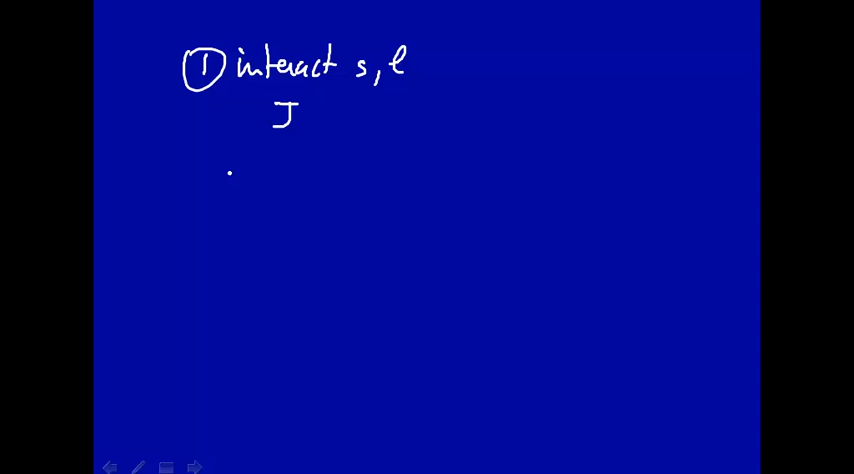 ① interact s, l
J